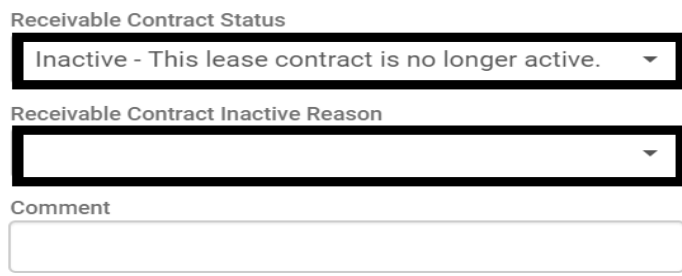 Receivable Contract Status
Inactive - This lease contract is no longer active.
Receivable Contract Inactive Reason
Comment